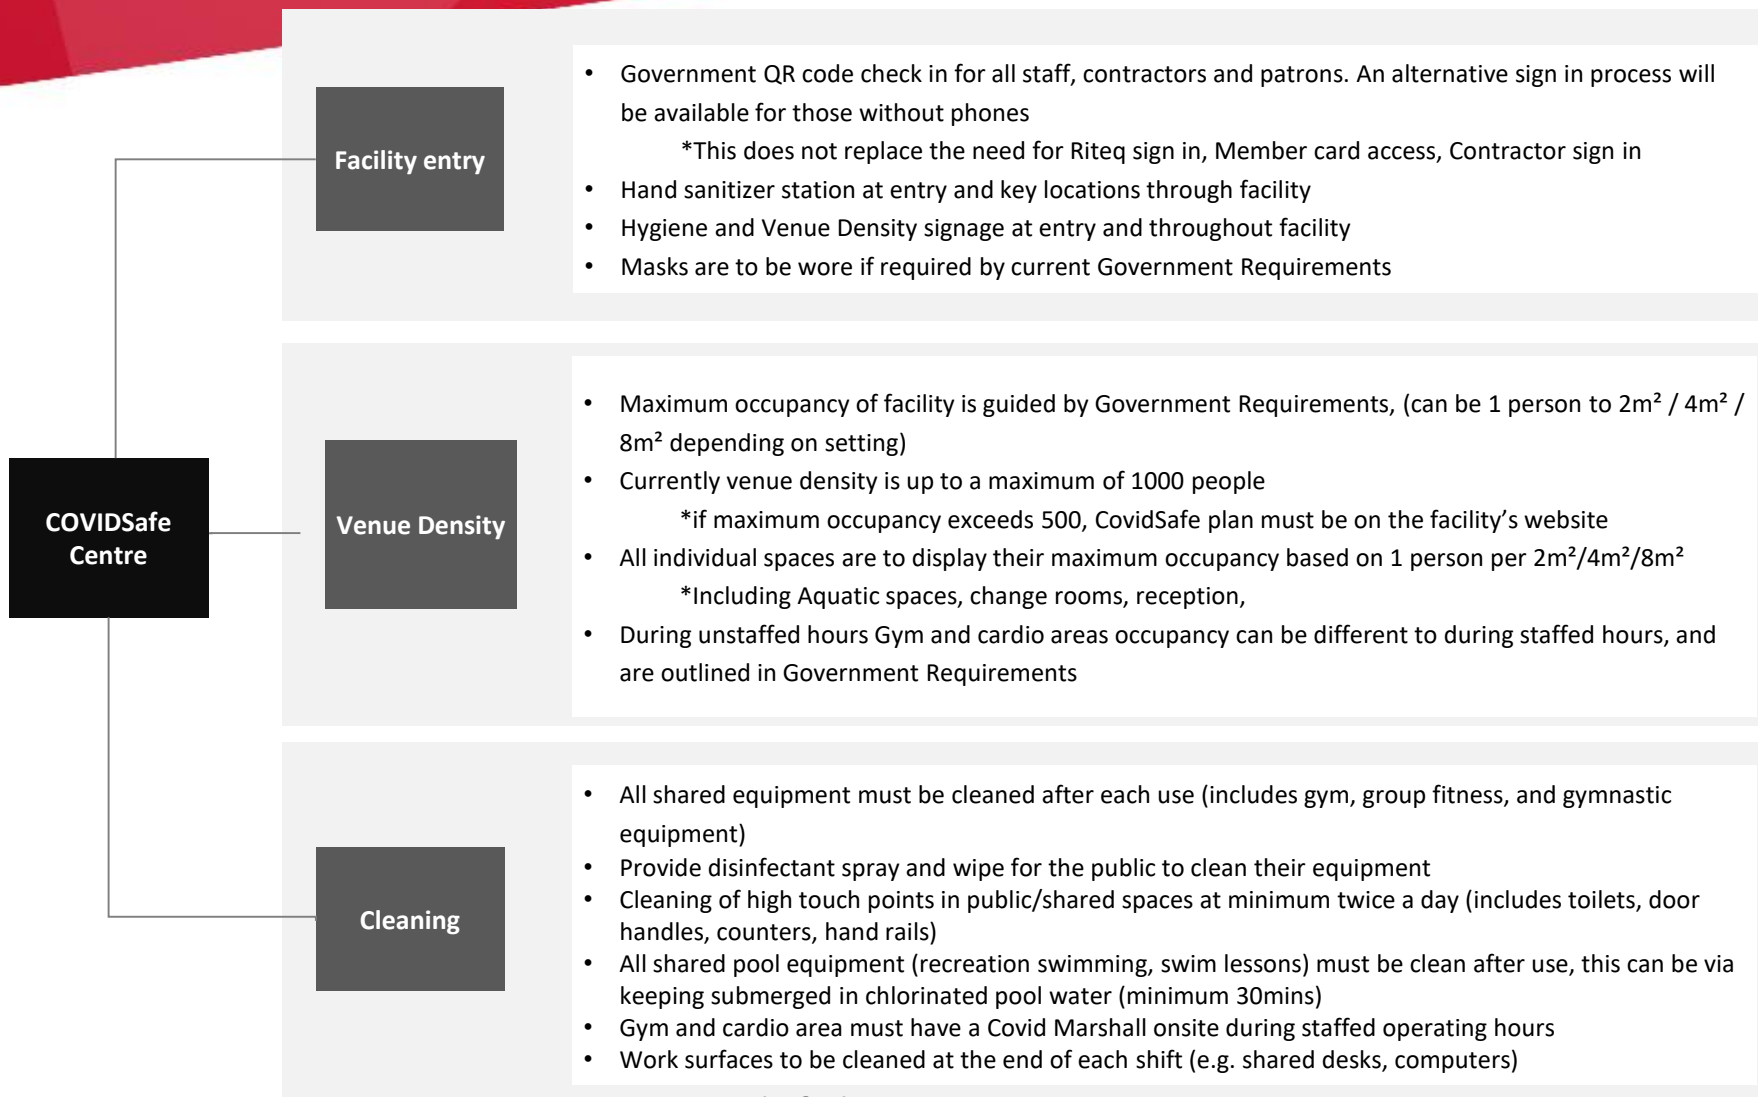 Facility entry
• Government QR code check in for all staff, contractors and patrons. An alternative sign in process will
be available for those without phones
*This does not replace the need for Riteq sign in, Member card access, Contractor sign in
• Hand sanitizer station at entry and key locations through facility
• Hygiene and Venue Density signage at entry and throughout facility
• Masks are to be wore if required by current Government Requirements
COVIDSafe
Centre
Venue Density
• Maximum occupancy of facility is guided by Government Requirements, (can be 1 person to 2m² / 4m² /
8m² depending on setting)
• Currently venue density is up to a maximum of 1000 people
*if maximum occupancy exceeds 500, CovidSafe plan must be on the facility’s website
• All individual spaces are to display their maximum occupancy based on 1 person per 2m²/4m²/8m²
*Including Aquatic spaces, change rooms, reception,
• During unstaffed hours Gym and cardio areas occupancy can be different to during staffed hours, and
are outlined in Government Requirements
Cleaning
• All shared equipment must be cleaned after each use (includes gym, group fitness, and gymnastic
equipment)
• Provide disinfectant spray and wipe for the public to clean their equipment
• Cleaning of high touch points in public/shared spaces at minimum twice a day (includes toilets, door
handles, counters, hand rails)
• All shared pool equipment (recreation swimming, swim lessons) must be clean after use, this can be via
keeping submerged in chlorinated pool water (minimum 30mins)
• Gym and cardio area must have a Covid Marshall onsite during staffed operating hours
• Work surfaces to be cleaned at the end of each shift (e.g. shared desks, computers)